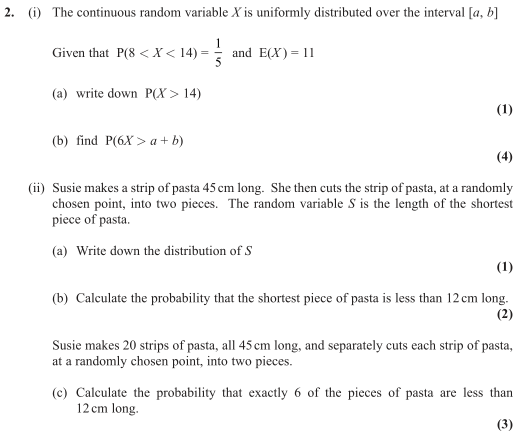 2. (i) The continuous random variable X is uniformly distributed over the interval [a, b]
Given that P(8 < X < 14) = 1/5 and E(X) = 11
(a) write down P(X > 14)
(1)
(b) find P(6X > a + b)
(4)
(ii) Susie makes a strip of pasta 45 cm long. She then cuts the strip of pasta, at a randomly
chosen point, into two pieces. The random variable S is the length of the shortest
piece of pasta.
(a) Write down the distribution of S
(1)
(b) Calculate the probability that the shortest piece of pasta is less than 12 cm long.
(2)
Susie makes 20 strips of pasta, all 45 cm long, and separately cuts each strip of pasta,
at a randomly chosen point, into two pieces.
(c) Calculate the probability that exactly 6 of the pieces of pasta are less than
12 cm long.
(3)